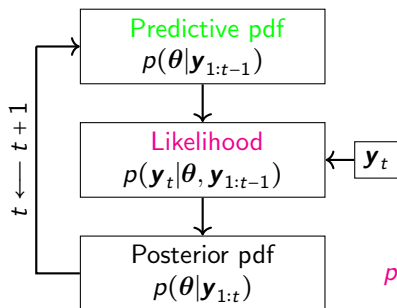 Predictive pdf
p(θ|y₁:t−1)
t ← t + 1
Likelihood
p(yₜ|θ, y₁:t−1)
yₜ
Posterior pdf
p(θ|y₁:t)
p